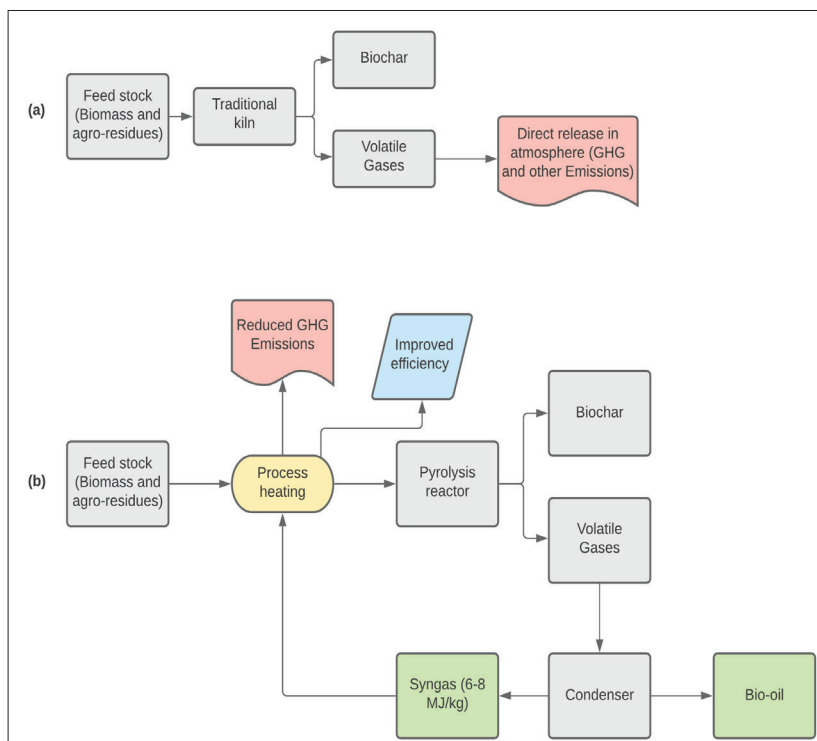 (a)
Feed stock
(Biomass and
agro-residues)
Traditional
kiln
Biochar
Volatile
Gases
Direct release in
atmosphere (GHG
and other Emissions)
(b)
Reduced GHG
Emissions
Improved
efficiency
Feed stock
(Biomass and
agro-residues)
Process
heating
Pyrolysis
reactor
Biochar
Volatile
Gases
Syngas (6-8
MJ/kg)
Condenser
Bio-oil